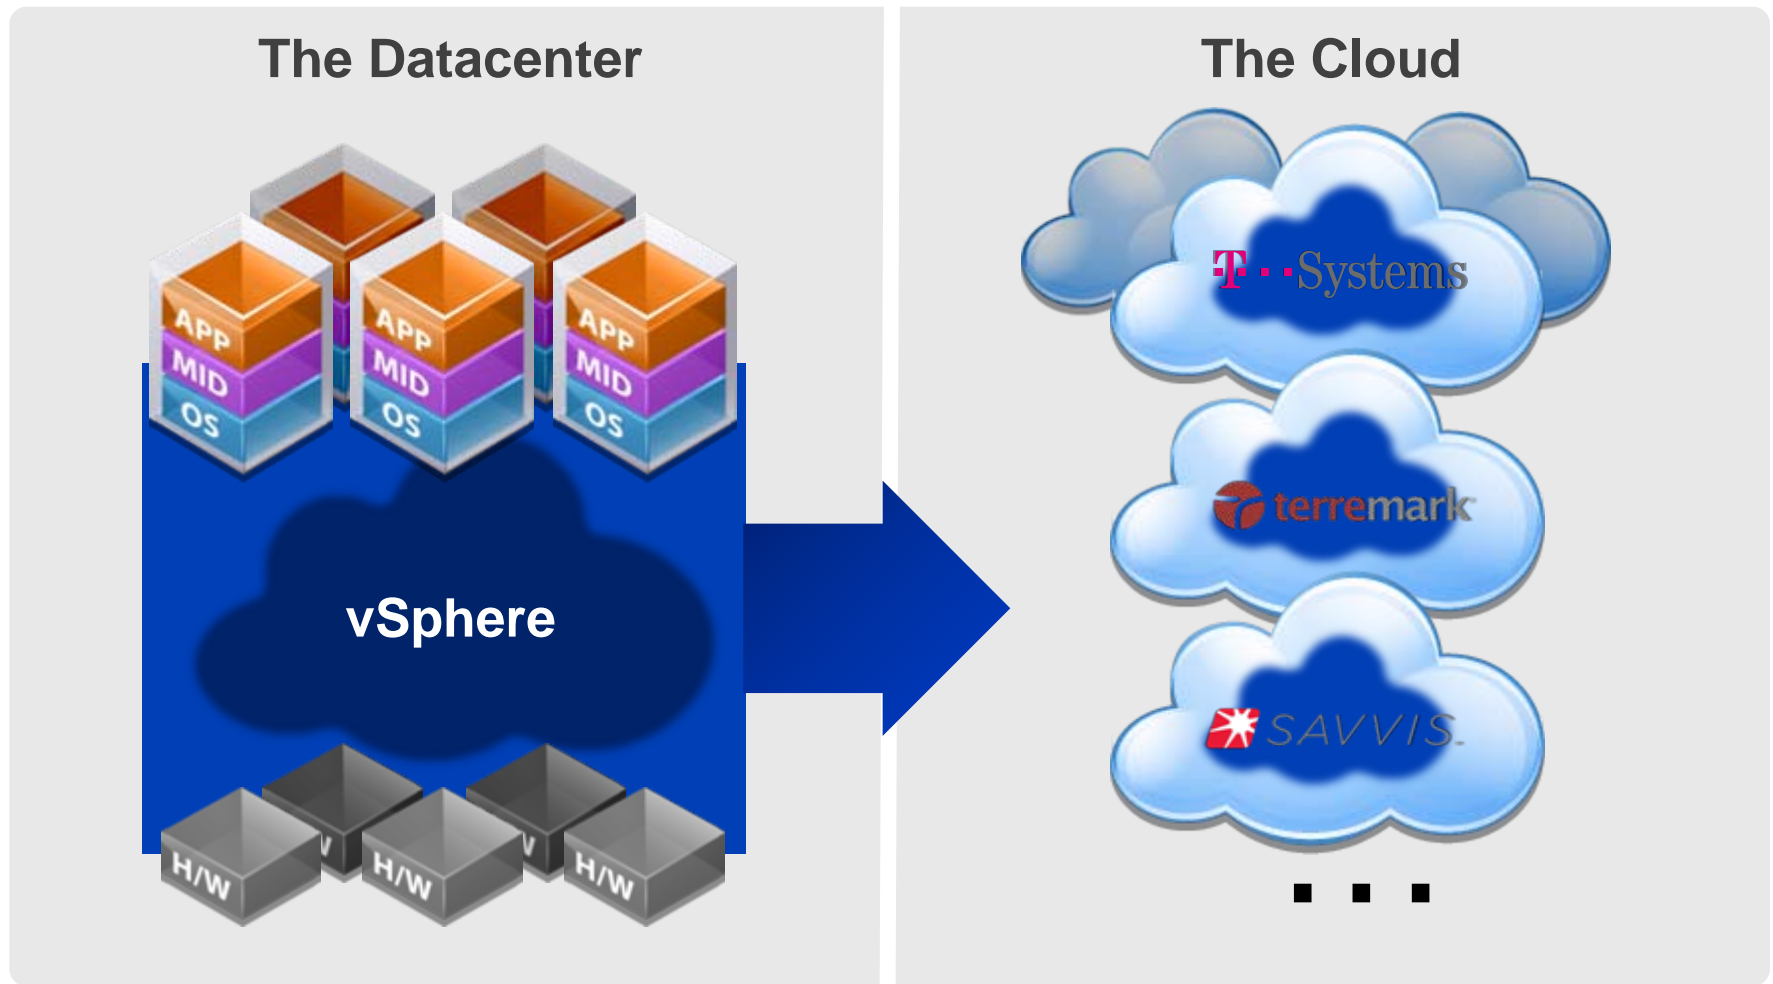 The Datacenter
APP
MID
OS
APP
MID
OS
APP
MID
OS
vSphere
H/W
H/W
H/W
The Cloud
T··Systems
terremark
SAVVIS